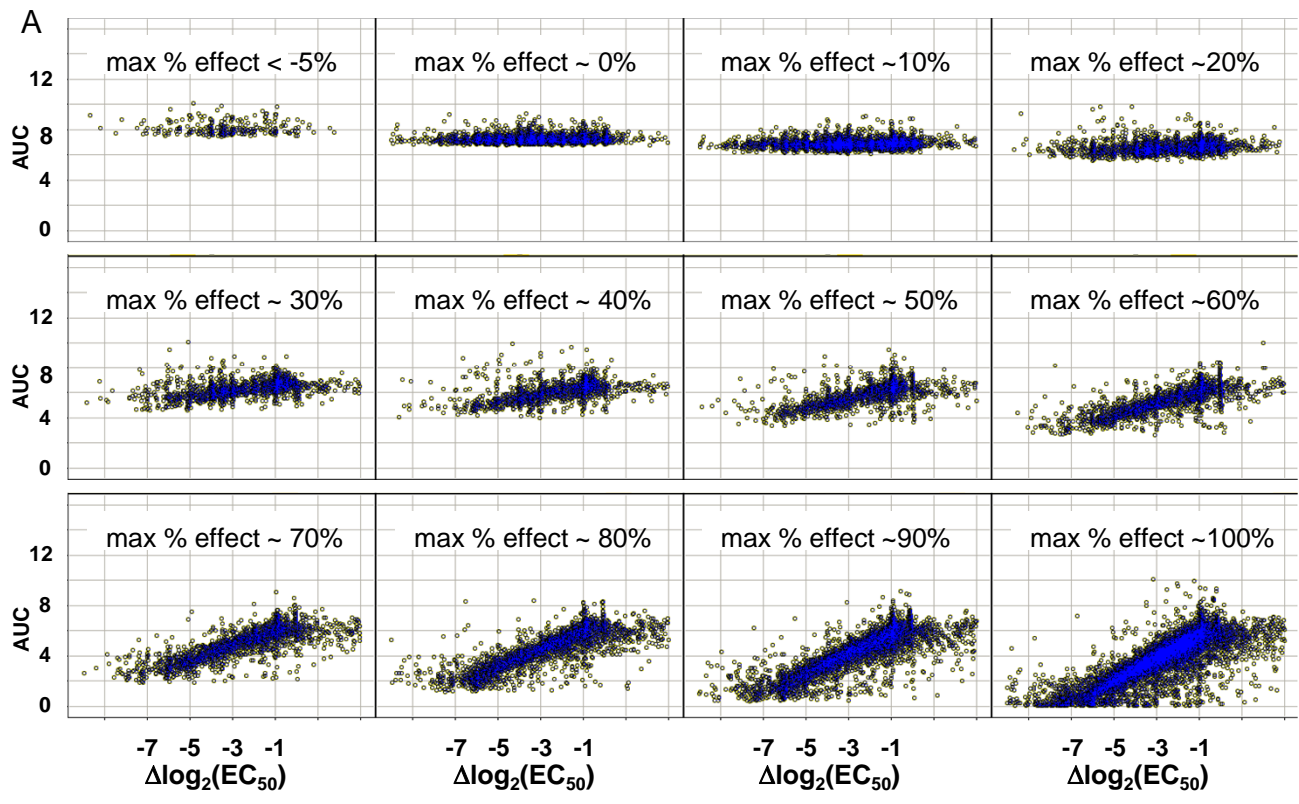 A
max % effect < -5%
max % effect ~ 0%
max % effect ~10%
max % effect ~20%
12
8
4
0
AUC
max % effect ~ 30%
max % effect ~ 40%
max % effect ~ 50%
max % effect ~60%
12
8
4
0
AUC
max % effect ~ 70%
max % effect ~ 80%
max % effect ~90%
max % effect ~100%
12
8
4
0
AUC
-7 -5 -3 -1
-7 -5 -3 -1
-7 -5 -3 -1
-7 -5 -3 -1
Δlog₂(EC₅₀)
Δlog₂(EC₅₀)
Δlog₂(EC₅₀)
Δlog₂(EC₅₀)